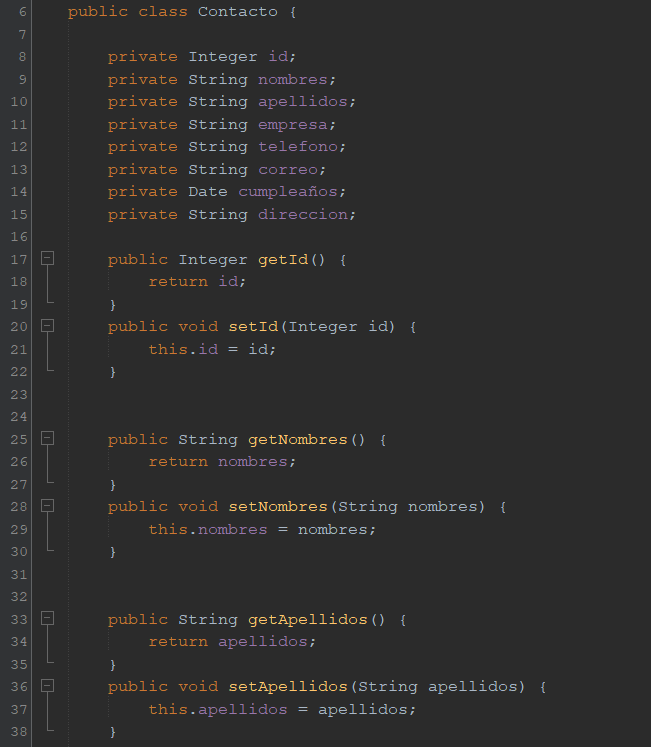 6 public class Contacto {
7
8 private Integer id;
9 private String nombres;
10 private String apellidos;
11 private String empresa;
12 private String telefono;
13 private String correo;
14 private Date cumpleaños;
15 private String direccion;
16
17 public Integer getId() {
18 return id;
19 }
20 public void setId(Integer id) {
21 this.id = id;
22 }
23
24
25 public String getNombres() {
26 return nombres;
27 }
28 public void setNombres(String nombres) {
29 this.nombres = nombres;
30 }
31
32
33 public String getApellidos() {
34 return apellidos;
35 }
36 public void setApellidos(String apellidos) {
37 this.apellidos = apellidos;
38 }